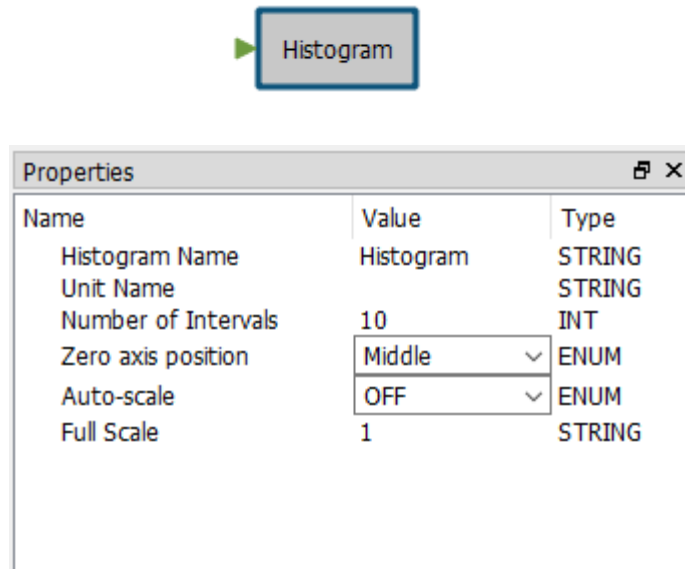 Histogram
Properties
Name Value Type
Histogram Name Histogram STRING
Unit Name STRING
Number of Intervals 10 INT
Zero axis position Middle ENUM
Auto-scale OFF ENUM
Full Scale 1 STRING